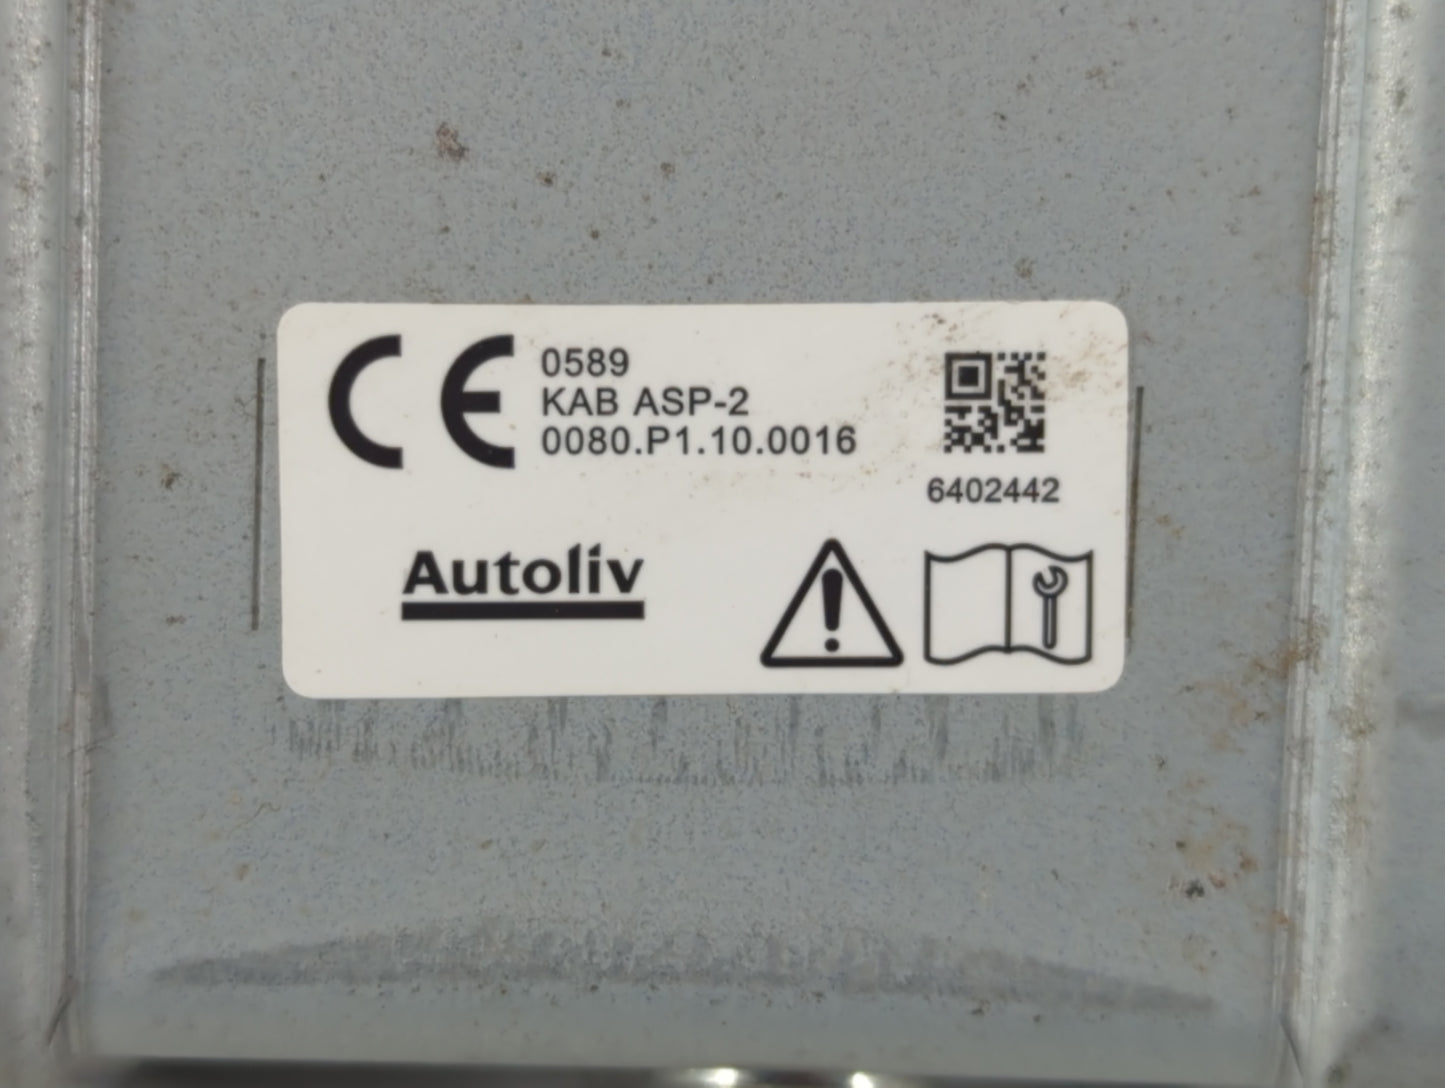 CE 0589
KAB ASP-2
0080.P1.10.0016
6402442
Autoliv